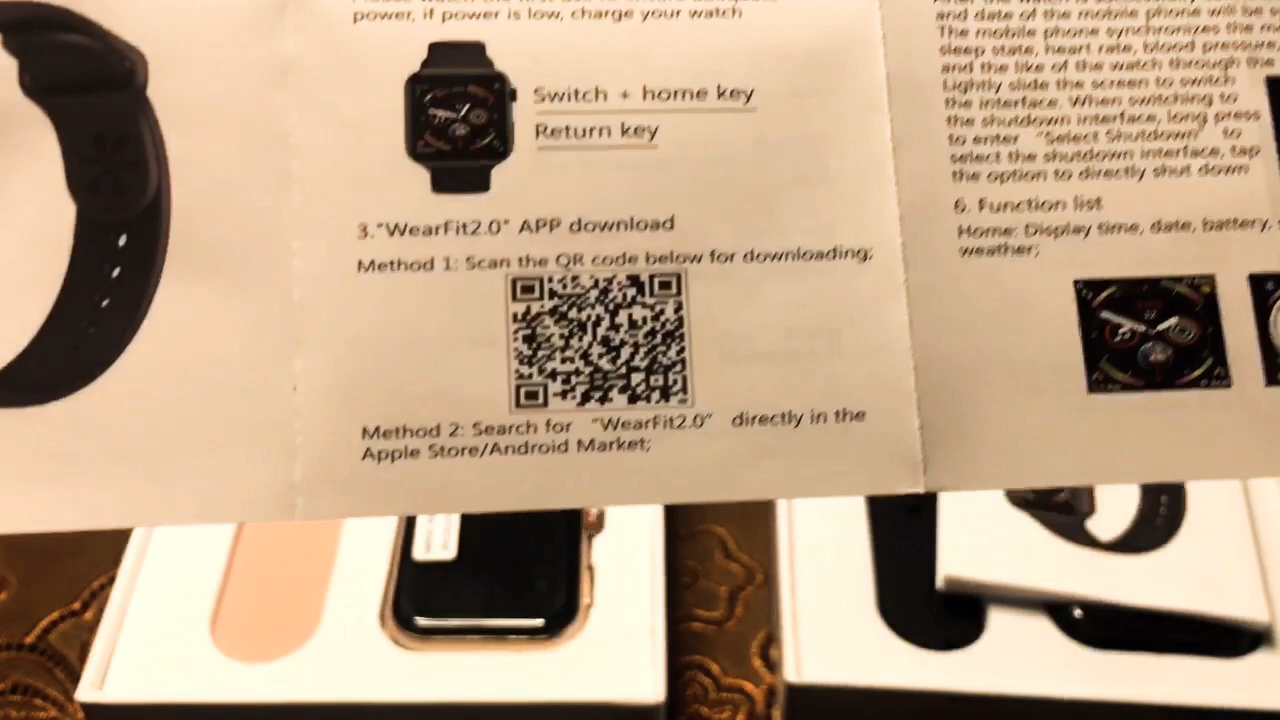 power, if power is low, charge your watch
Switch + home key
Return key
3."WearFit2.0" APP download
Method 1: Scan the QR code below for downloading;
Method 2: Search for "WearFit2.0" directly in the
Apple Store/Android Market;
and date of the mobile phone will be
The mobile phone synchronizes the
sleep state, heart rate, blood pressure,
and the like of the watch through the
Lightly slide the screen to switch
the interface. When switching to
the shutdown interface, long press
to enter "Select Shutdown" to
select the shutdown interface, tap
the option to directly shut down
6. Function list
Home: Display time, date, battery,
weather;